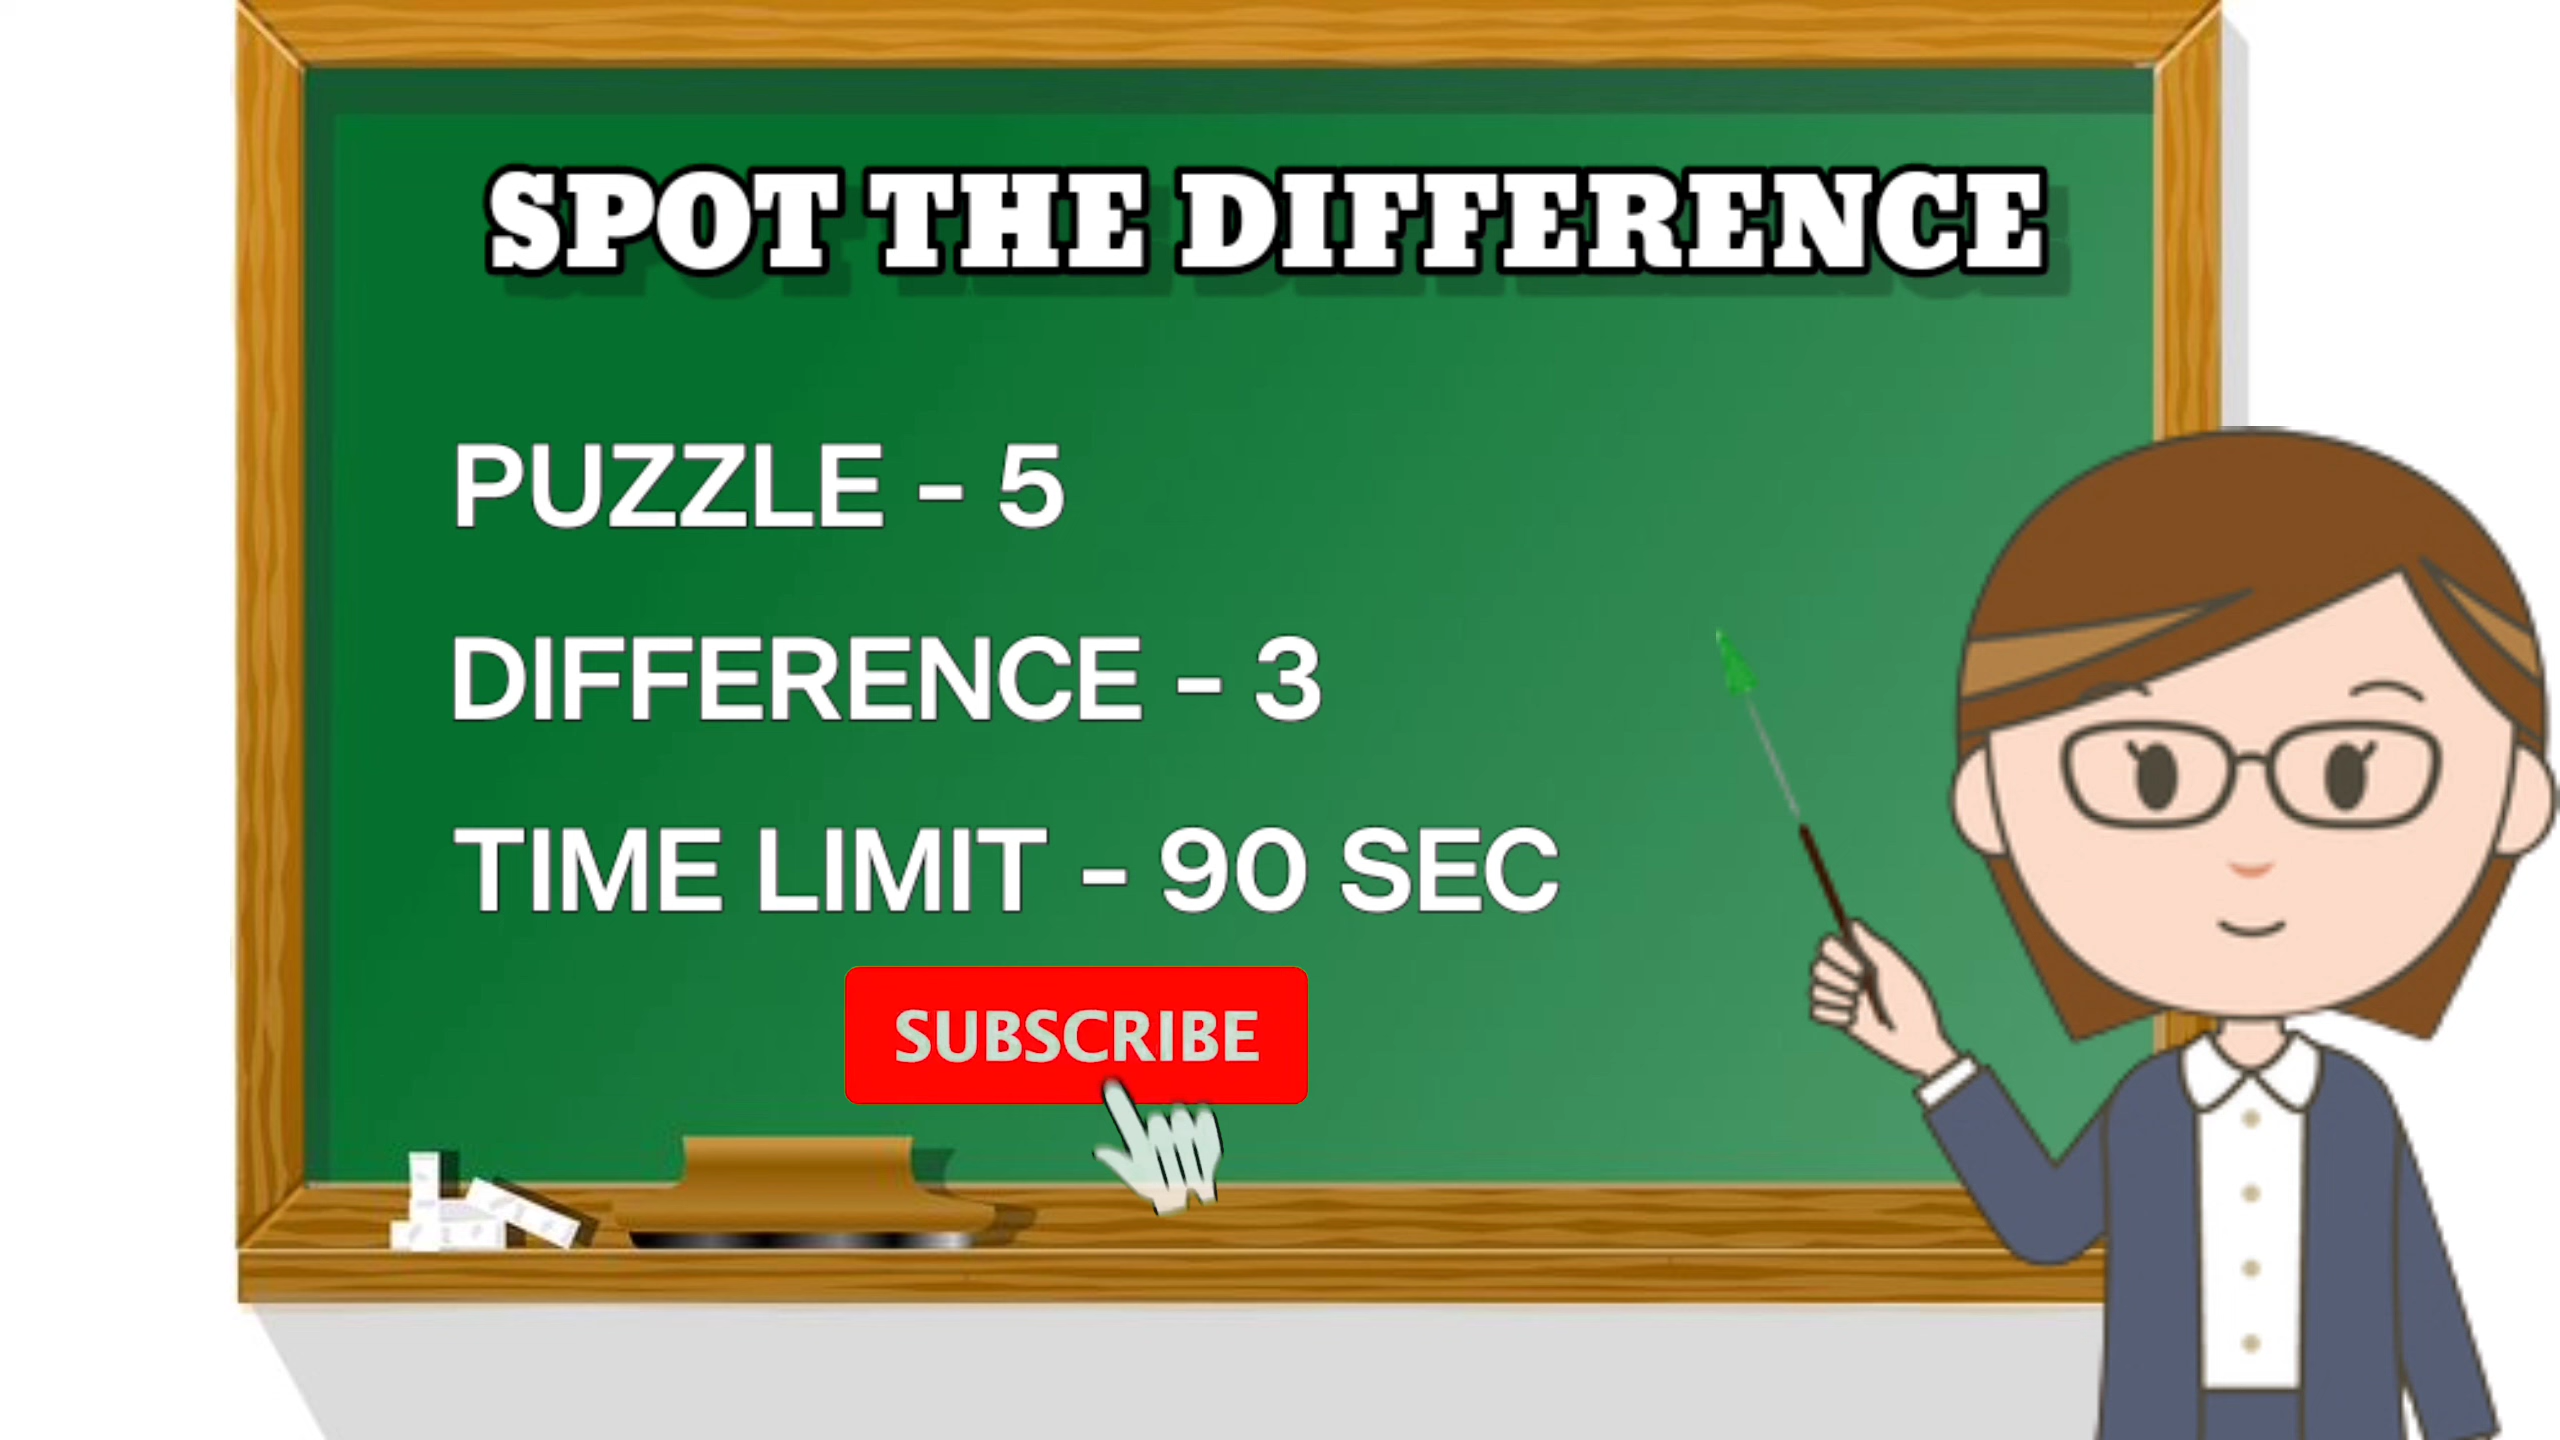 SPOT THE DIFFERENCE
PUZZLE - 5
DIFFERENCE - 3
TIME LIMIT - 90 SEC
SUBSCRIBE